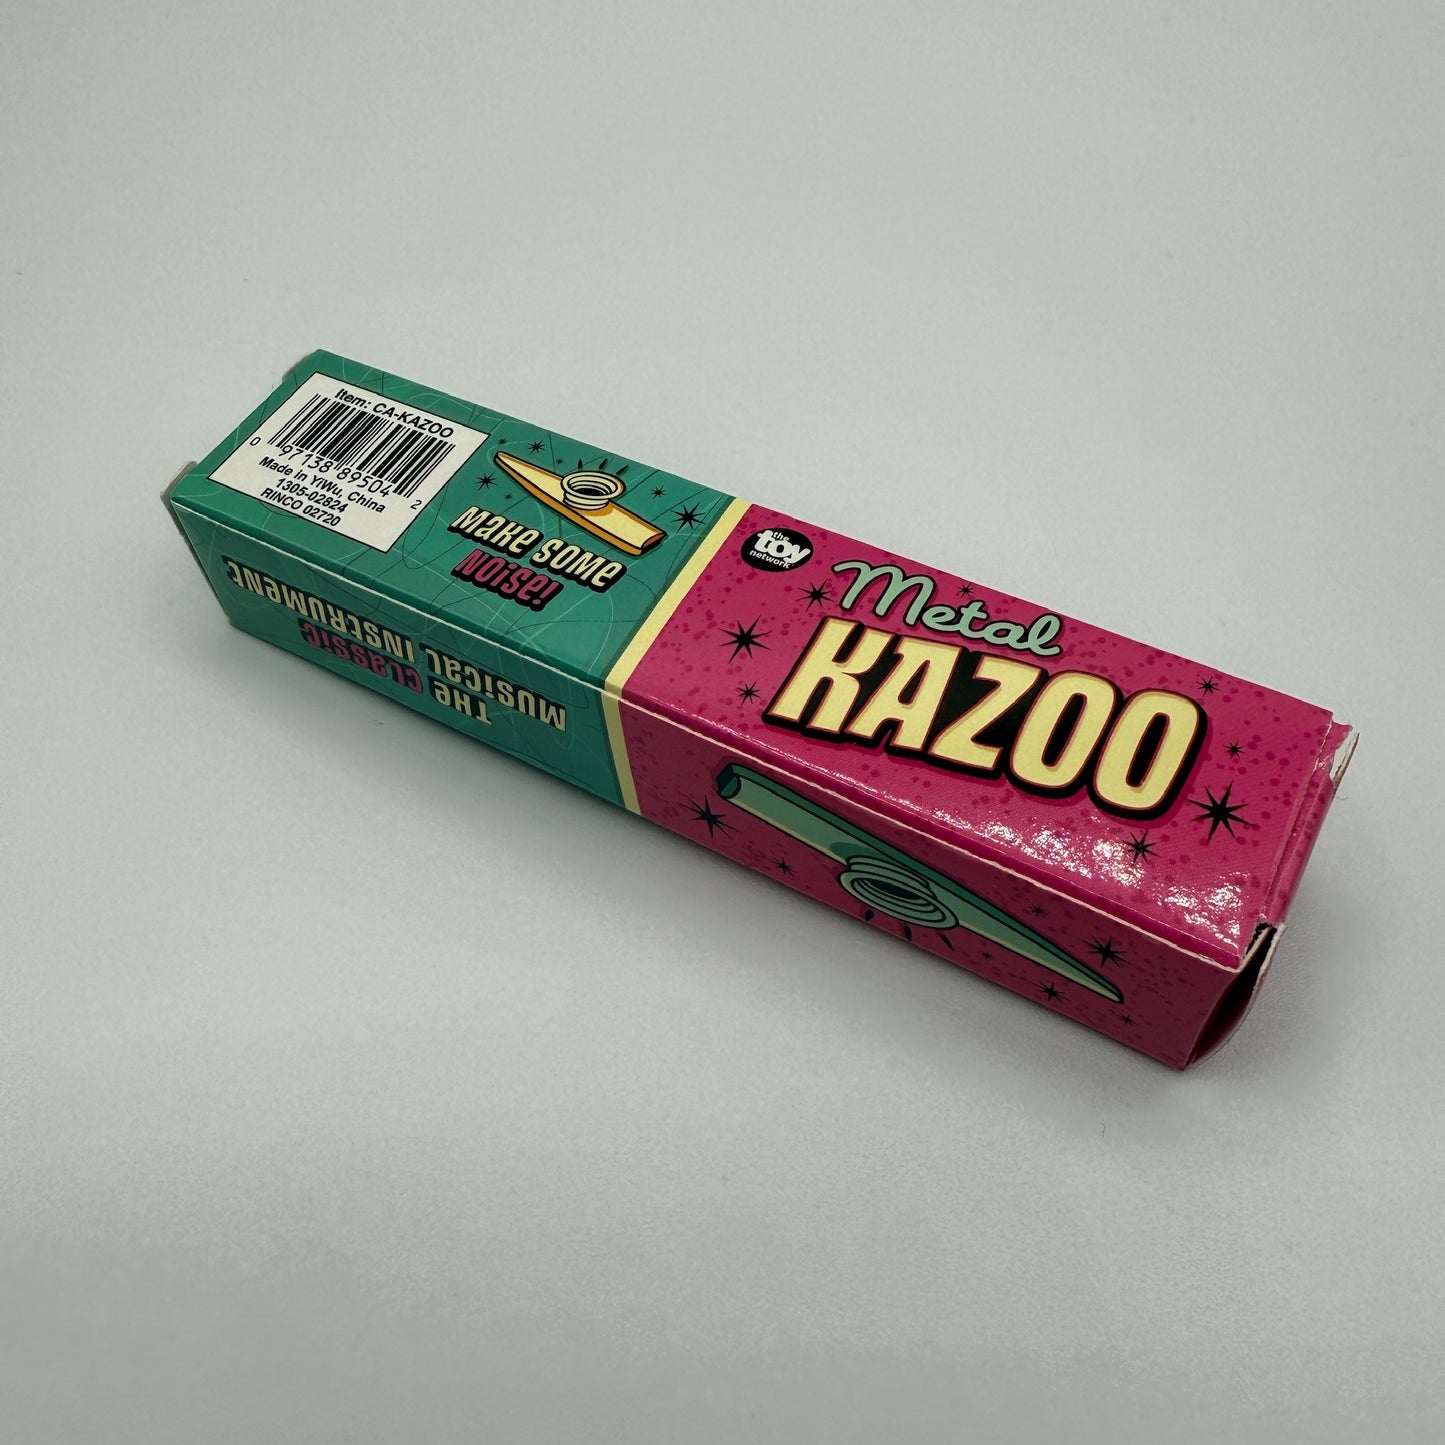 Item: CA-KAZOO
0 97138 89504 2
Made in YiWu, China
1305-02824
RINCO 02720
Make Some
Noise!
the
toy
network
Metal
KAZOO
THE CLASSIC
MUSICAL INSTRUMENT